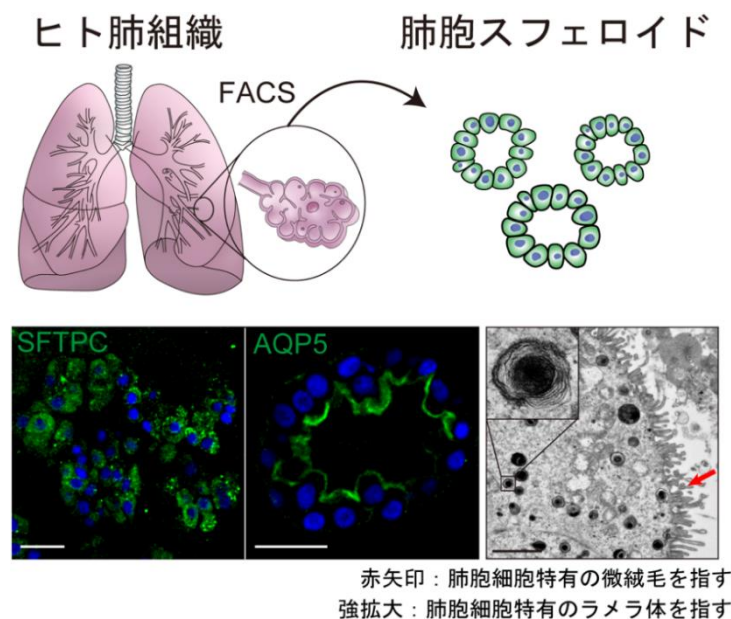 ヒト肺組織
肺胞スフェロイド
FACS
SFTPC
AQP5
赤矢印：肺胞細胞特有の微絨毛を指す
強拡大：肺胞細胞特有のラメラ体を指す